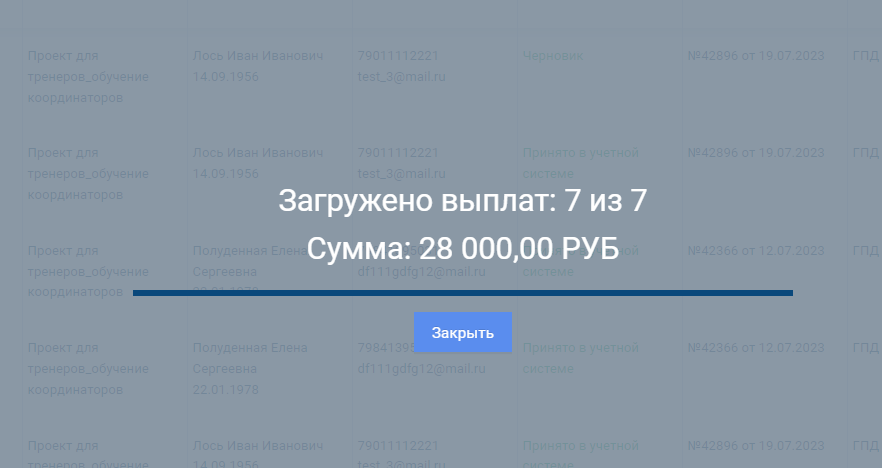 Проект для Лось Иван Иванович 79011112221 Черновик №42896 от 19.07.2023 ГПД
тренеров_обучение 14.09.1956 test_3@mail.ru
координаторов
Проект для Лось Иван Иванович 79011112221 Принято в учетной №42896 от 19.07.2023 ГПД
тренеров_обучение 14.09.1956 test_3@mail.ru системе
координаторов
Загружено выплат: 7 из 7
Сумма: 28 000,00 РУБ
Проект для Полуденная Елена №42366 от 12.07.2023 ГПД
тренеров_обучение Сергеевна df111gdfg12@mail.ru системе
координаторов
Закрыть
Проект для Полуденная Елена Принято в учетной №42366 от 12.07.2023 ГПД
тренеров_обучение Сергеевна df111gdfg12@mail.ru системе
координаторов 22.01.1978
Проект для Лось Иван Иванович 79011112221 Принято в учетной №42896 от 19.07.2023 ГПД
тренеров_обучение 14.09.1956 test_3@mail.ru системе